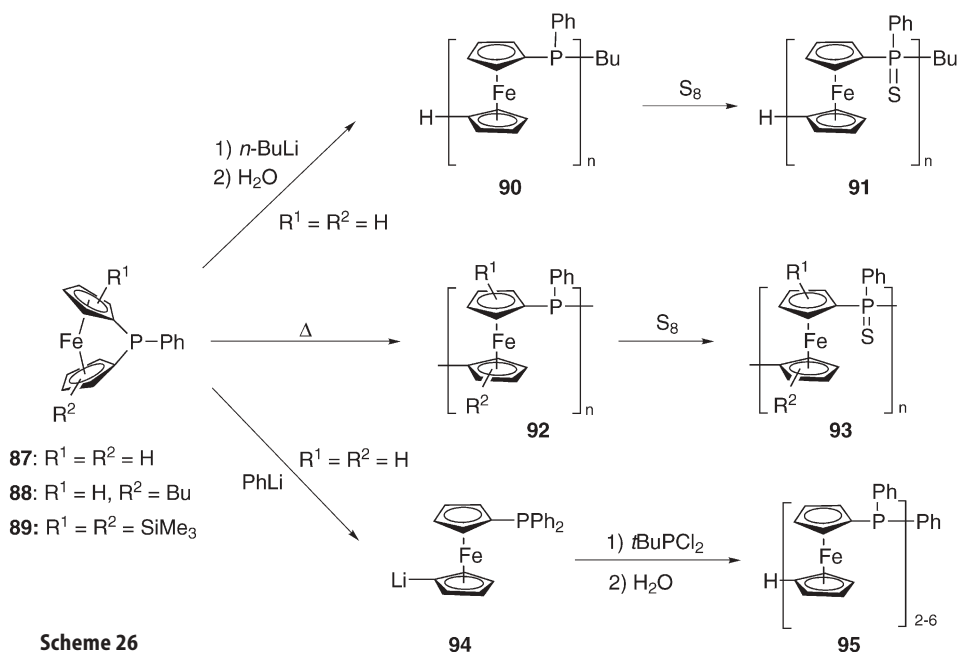 Ph
P
Bu
Fe
H
n
90
S₈
Ph
P
Bu
S
Fe
H
n
91
1) n-BuLi
2) H₂O
R¹ = R² = H
R¹
Fe
P
Ph
R²
87: R¹ = R² = H
88: R¹ = H, R² = Bu
89: R¹ = R² = SiMe₃
Δ
R¹
Ph
P
Fe
R²
n
92
S₈
R¹
Ph
P
S
Fe
R²
n
93
R¹ = R² = H
PhLi
PPh₂
Fe
Li
94
1) tBuPCl₂
2) H₂O
Ph
P
Ph
Fe
H
2-6
95
Scheme 26